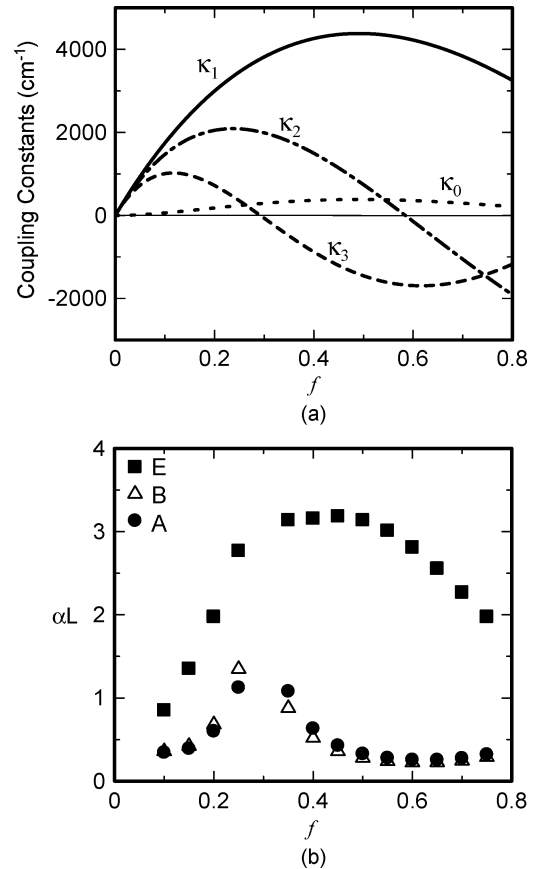 4000
2000
0
-2000
Coupling Constants (cm⁻¹)
κ₁
κ₂
κ₀
κ₃
0 0.2 0.4 0.6 0.8
f
(a)
4
3
2
1
0
αL
E
B
A
0 0.2 0.4 0.6 0.8
f
(b)